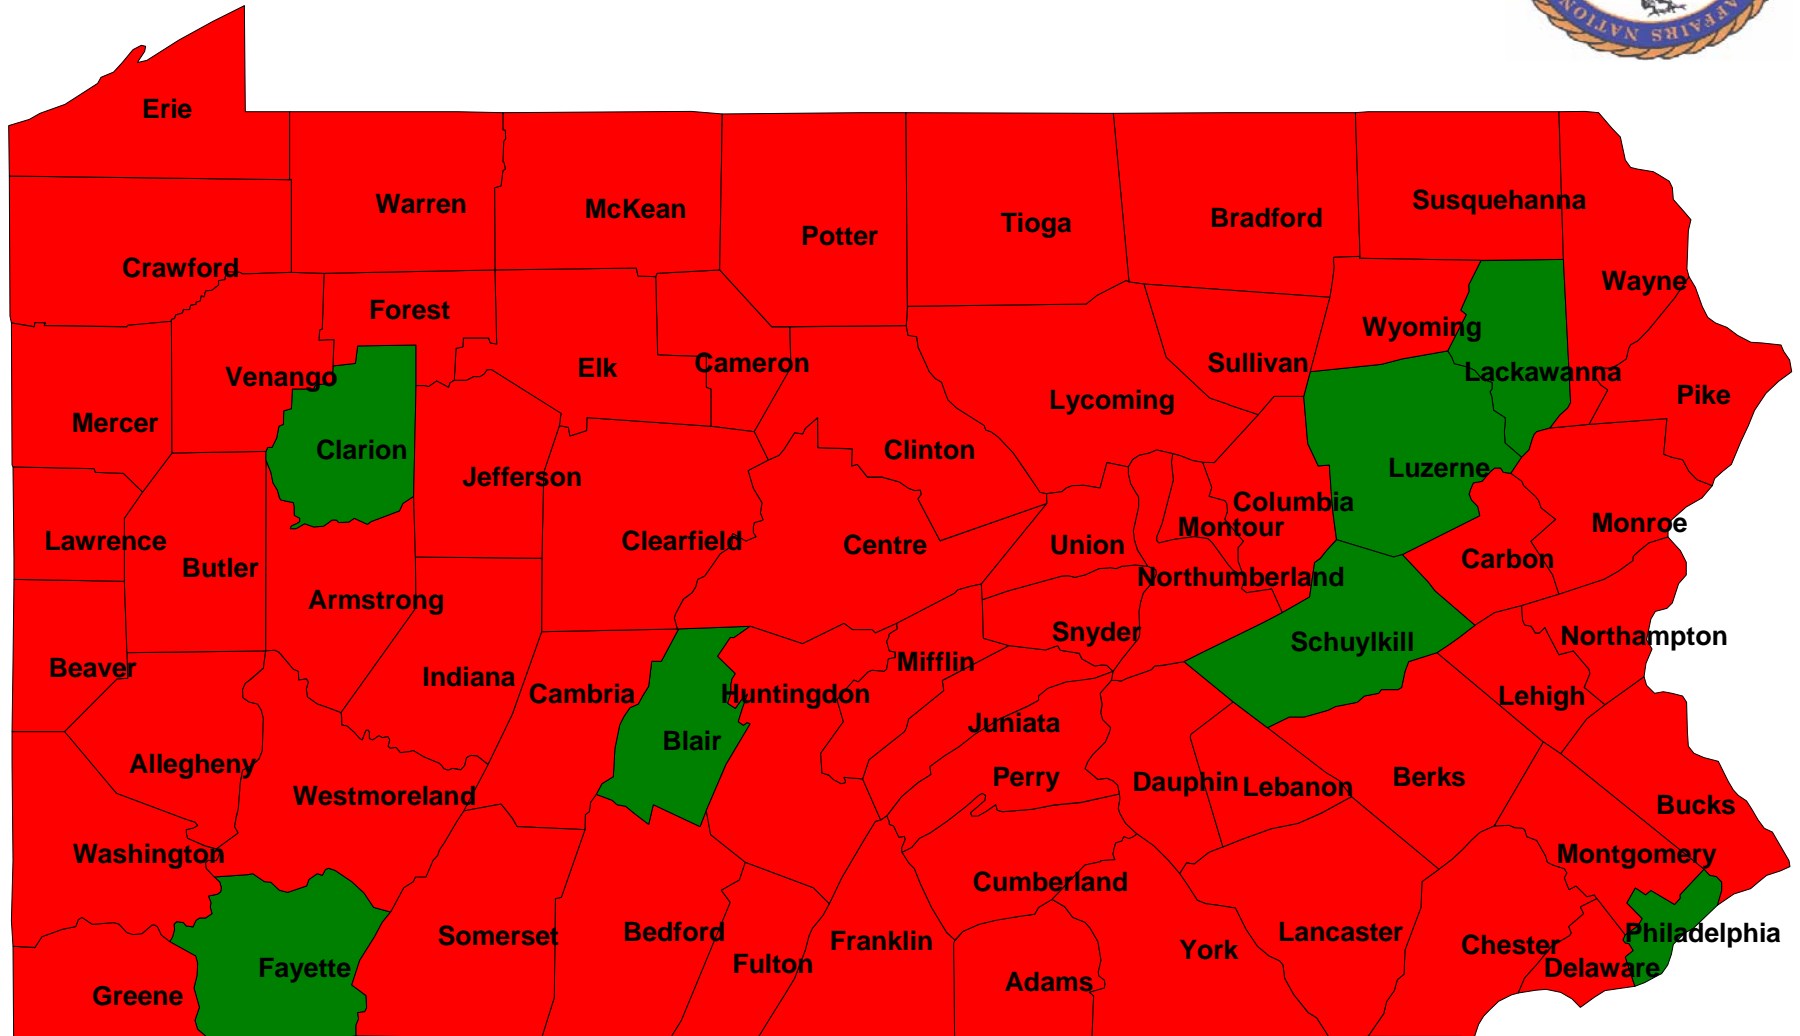 AFFAIRS NATION
Erie
Warren
McKean
Potter
Tioga
Bradford
Susquehanna
Crawford
Forest
Wayne
Venango
Elk
Cameron
Wyoming
Sullivan
Lackawanna
Pike
Mercer
Clarion
Jefferson
Clinton
Lycoming
Luzerne
Columbia
Montour
Monroe
Lawrence
Butler
Clearfield
Centre
Union
Carbon
Armstrong
Northumberland
Snyder
Schuylkill
Northampton
Beaver
Indiana
Cambria
Huntingdon
Mifflin
Lehigh
Juniata
Blair
Allegheny
Westmoreland
Perry
Dauphin
Lebanon
Berks
Bucks
Washington
Montgomery
Cumberland
Somerset
Bedford
Franklin
York
Lancaster
Chester
Philadelphia
Fayette
Fulton
Delaware
Greene
Adams